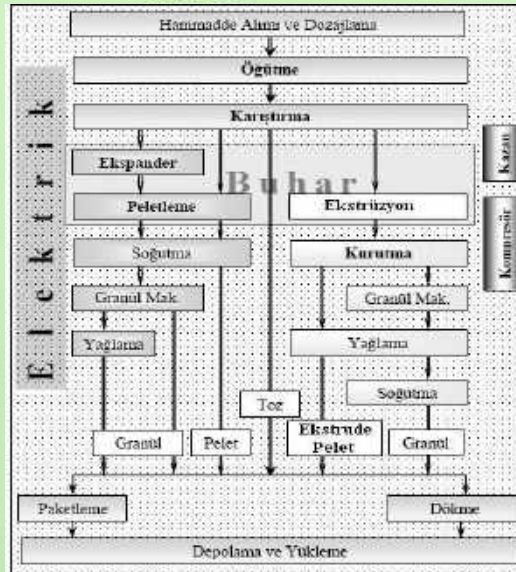 Hammadde Alımı ve Dozajlama
Öğütme
Karıştırma
Elektrik
Buhar
Kazan
Kompresör
Ekspander
Peletleme
Ekstrüzyon
Soğutma
Kurutma
Granül Mak.
Granül Mak.
Yağlama
Yağlama
Soğutma
Toz
Granül
Pelet
Ekstrude
Pelet
Granül
Paketleme
Dökme
Depolama ve Yükleme